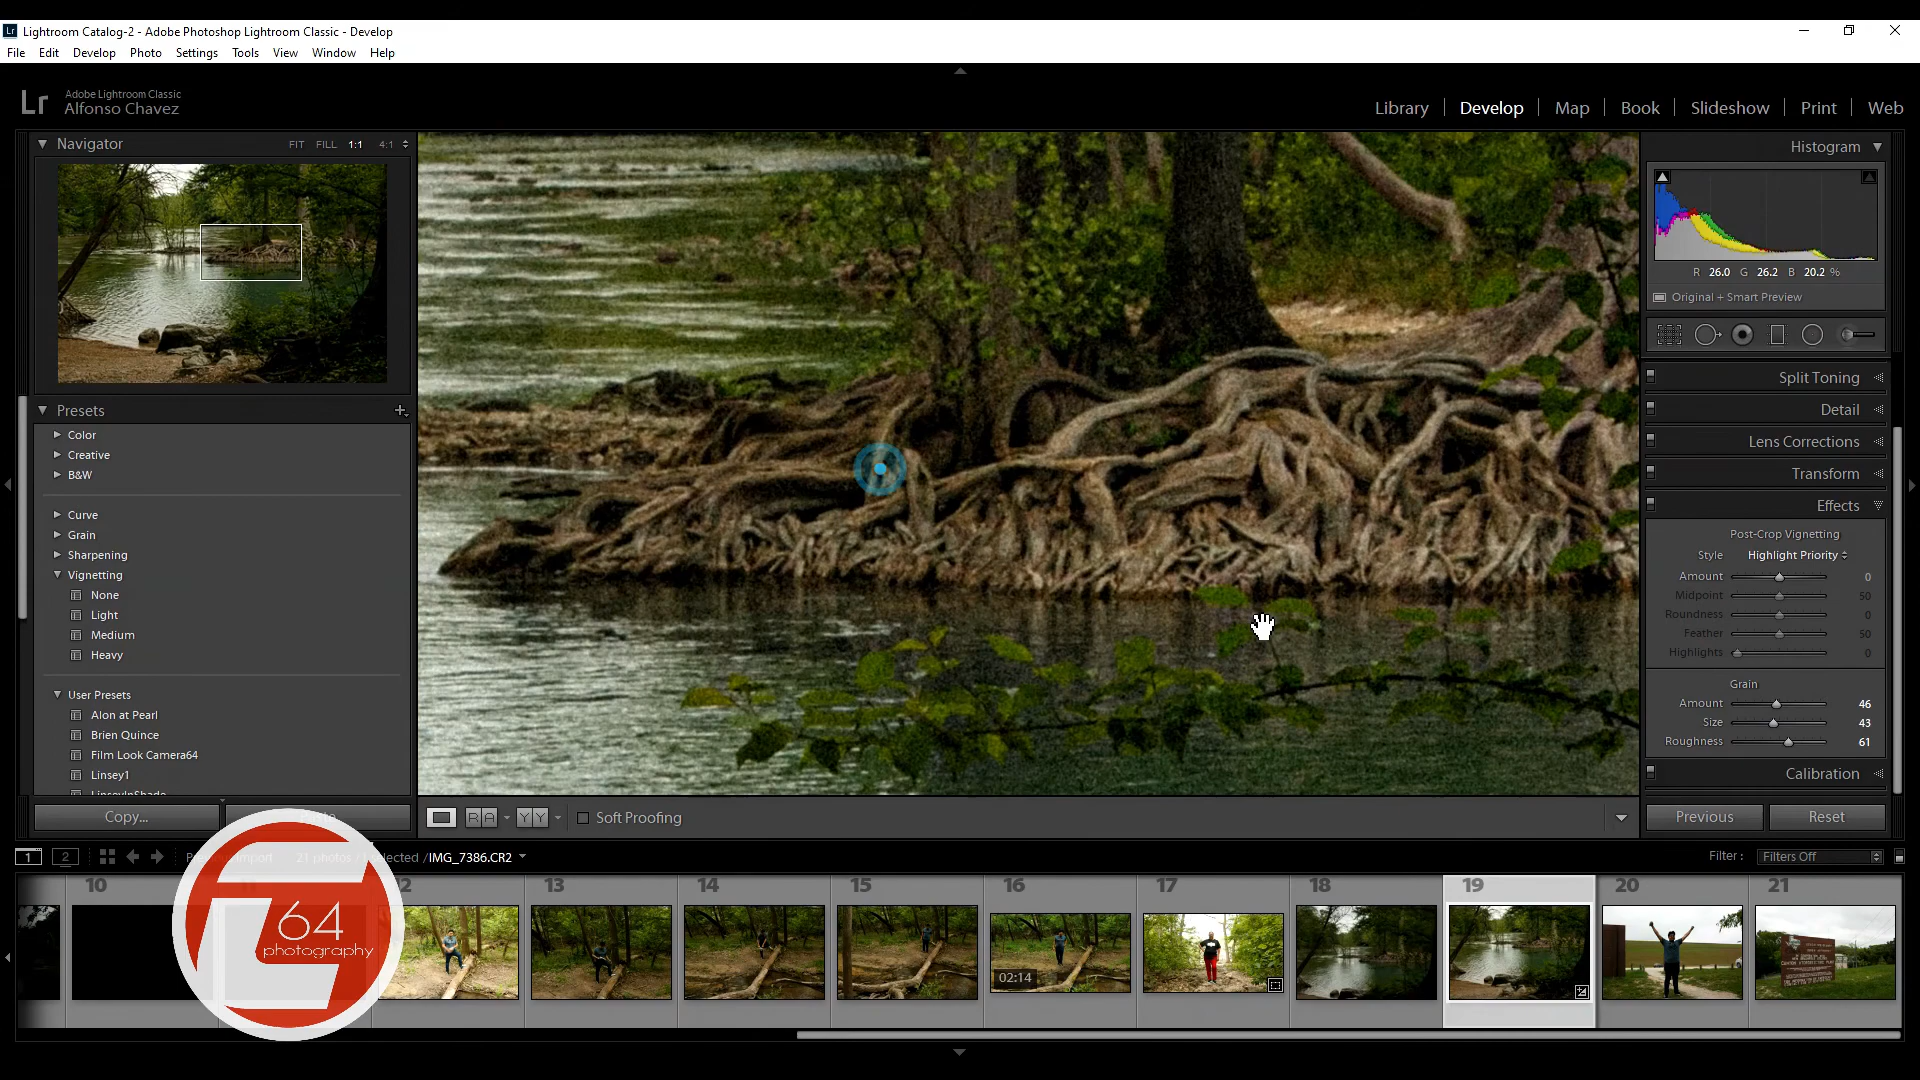 Lr Lightroom Catalog-2 - Adobe Photoshop Lightroom Classic - Develop
File Edit Develop Photo Settings Tools View Window Help
Lr Adobe Lightroom Classic
Alfonso Chavez
Library Develop Map Book Slideshow Print Web
Navigator FIT FILL 1:1 4:1
Presets
Color
Creative
B&W
Curve
Grain
Sharpening
Vignetting
None
Light
Medium
Heavy
User Presets
Alon at Pearl
Brien Quince
Film Look Camera64
Linsey1
LinseyInShade
Histogram
R 26.0 G 26.2 B 20.2 %
Original + Smart Preview
Split Toning
Detail
Lens Corrections
Transform
Effects
Post-Crop Vignetting
Style Highlight Priority
Amount 0
Midpoint 50
Roundness 0
Feather 50
Highlights 0
Grain
Amount 46
Size 43
Roughness 61
Calibration
Copy...
R A Y Y Soft Proofing
Previous Reset
1 2 21 photos / /IMG_7386.CR2
Filter : Filters Off
10 13 14 15 16 17 18 19 20 21
02:14
64
photography